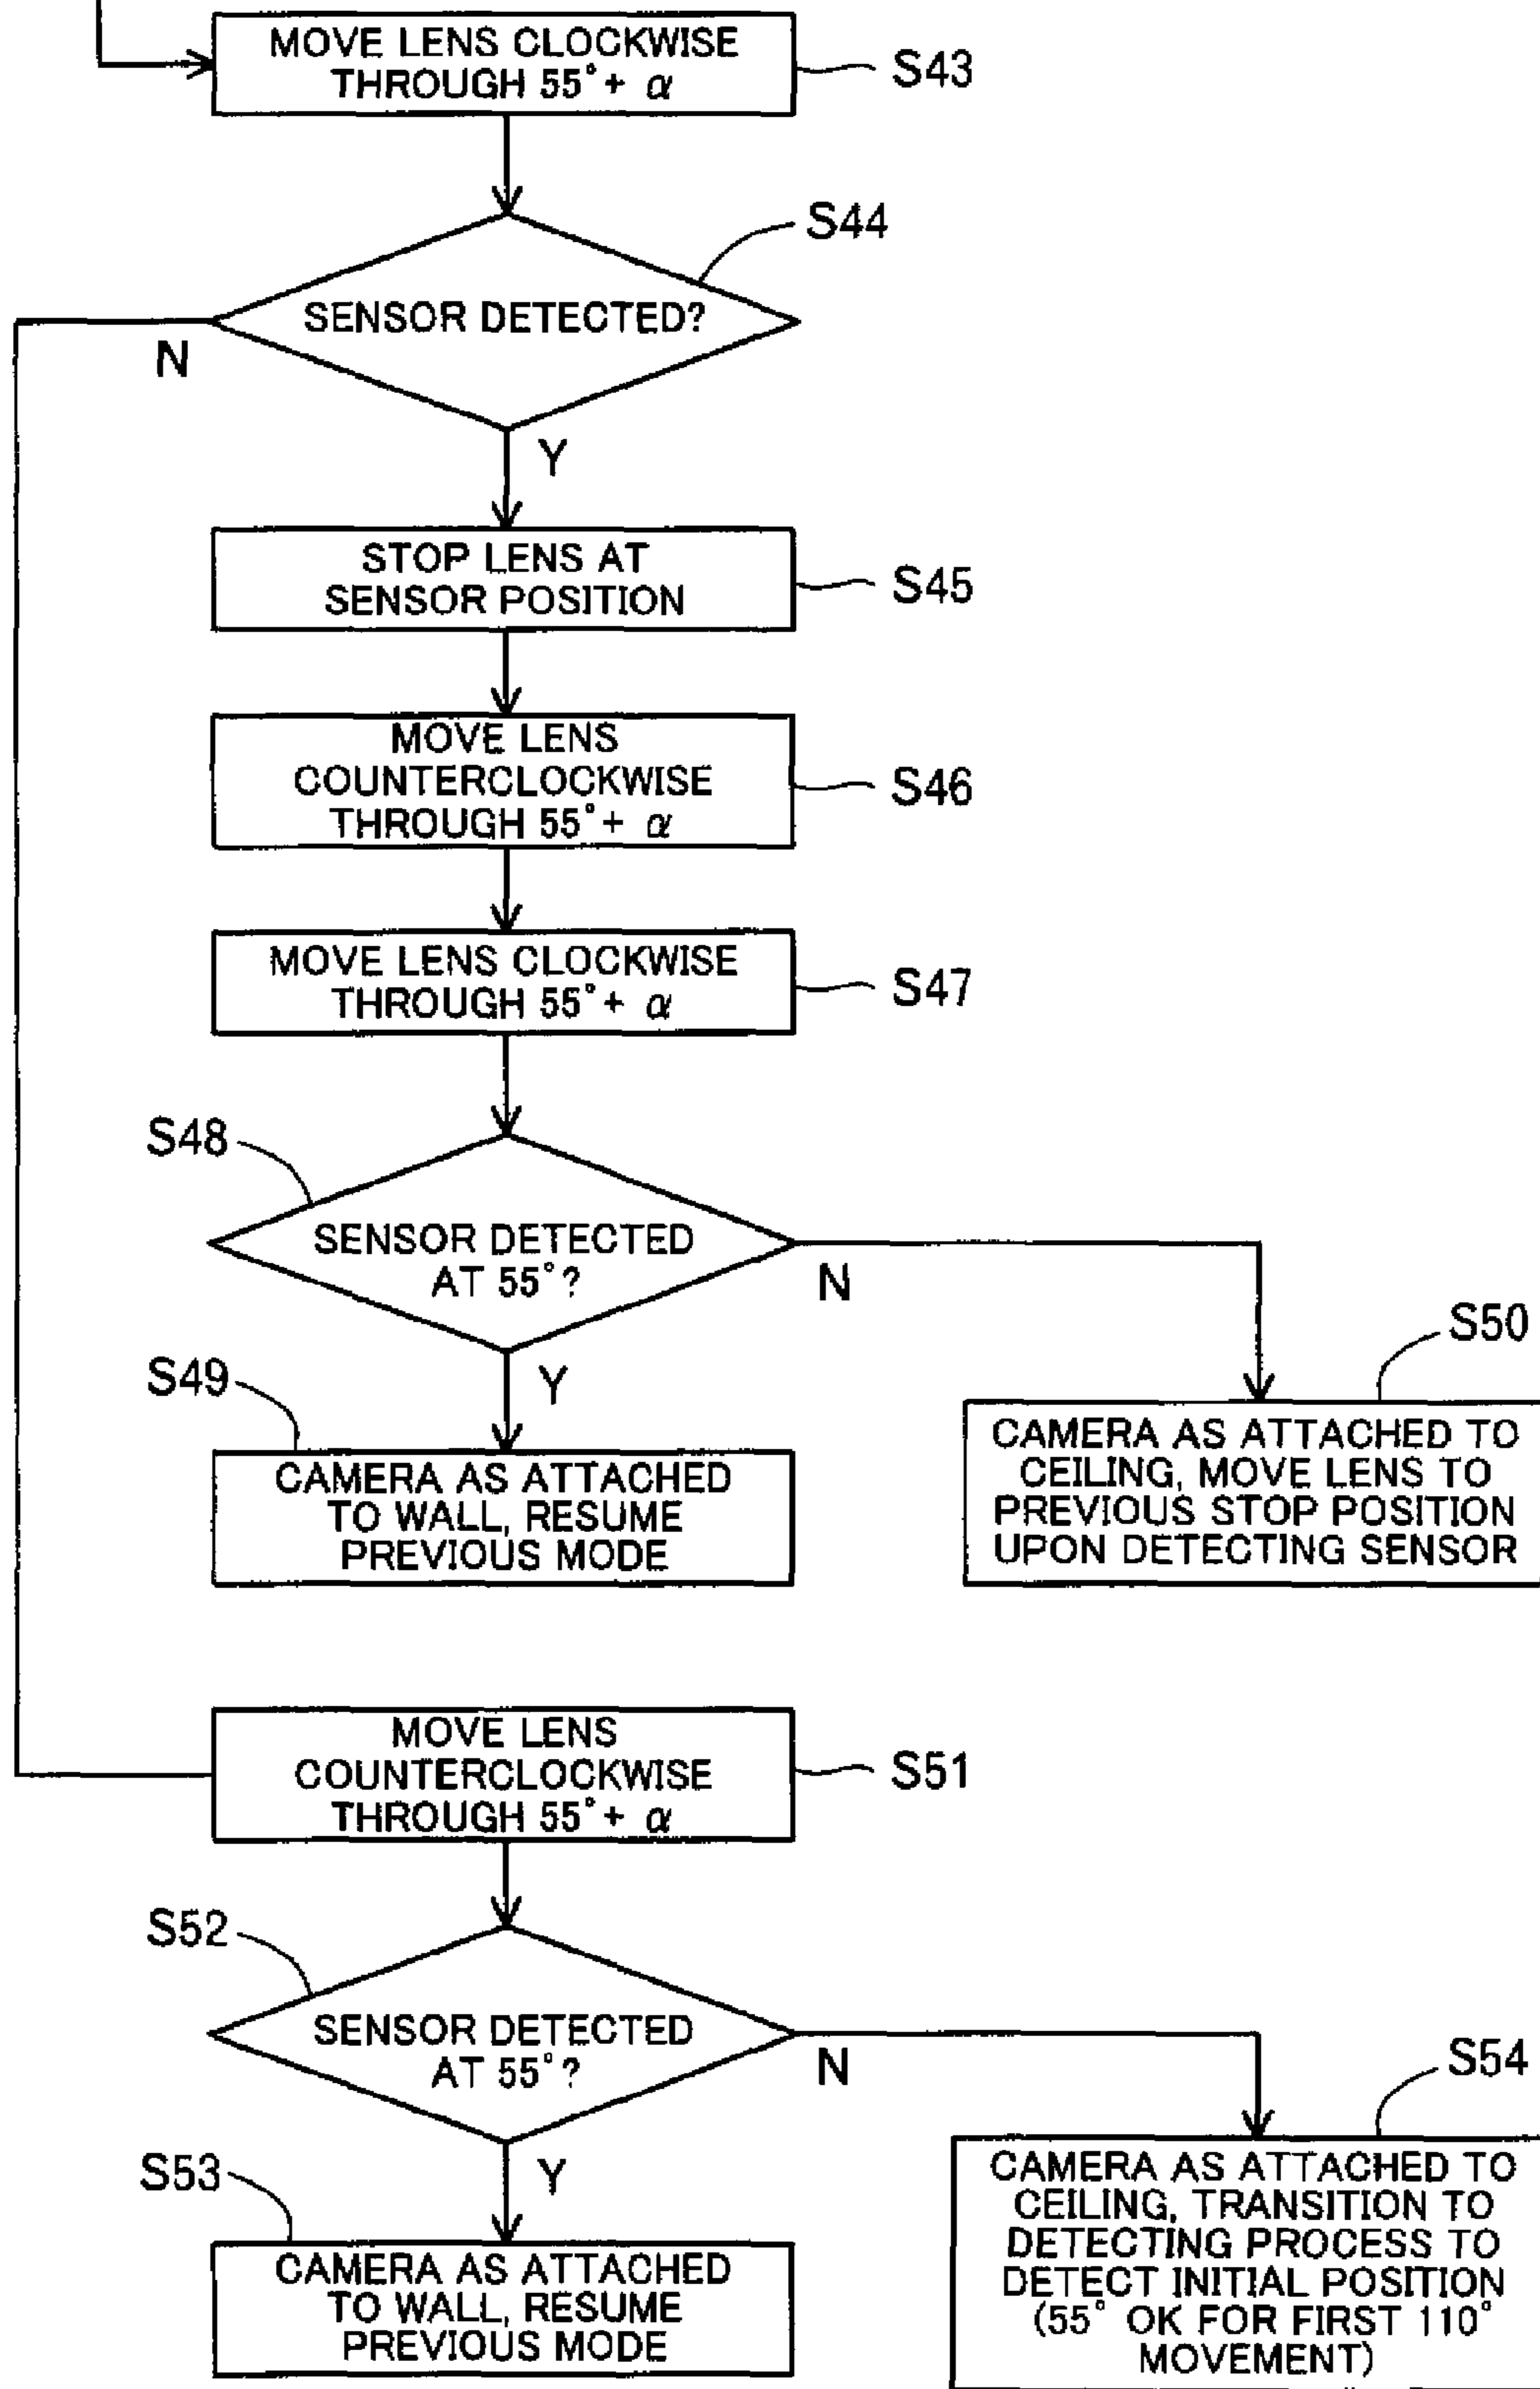 MOVE LENS CLOCKWISE
THROUGH 55°+ α
S43
S44
SENSOR DETECTED?
N
Y
STOP LENS AT
SENSOR POSITION
S45
MOVE LENS
COUNTERCLOCKWISE
THROUGH 55°+ α
S46
MOVE LENS CLOCKWISE
THROUGH 55°+ α
S47
S48
SENSOR DETECTED
AT 55°?
N
Y
S49
CAMERA AS ATTACHED
TO WALL, RESUME
PREVIOUS MODE
S50
CAMERA AS ATTACHED TO
CEILING, MOVE LENS TO
PREVIOUS STOP POSITION
UPON DETECTING SENSOR
MOVE LENS
COUNTERCLOCKWISE
THROUGH 55°+ α
S51
S52
SENSOR DETECTED
AT 55°?
N
Y
S53
CAMERA AS ATTACHED
TO WALL, RESUME
PREVIOUS MODE
S54
CAMERA AS ATTACHED TO
CEILING, TRANSITION TO
DETECTING PROCESS TO
DETECT INITIAL POSITION
(55° OK FOR FIRST 110°
MOVEMENT)